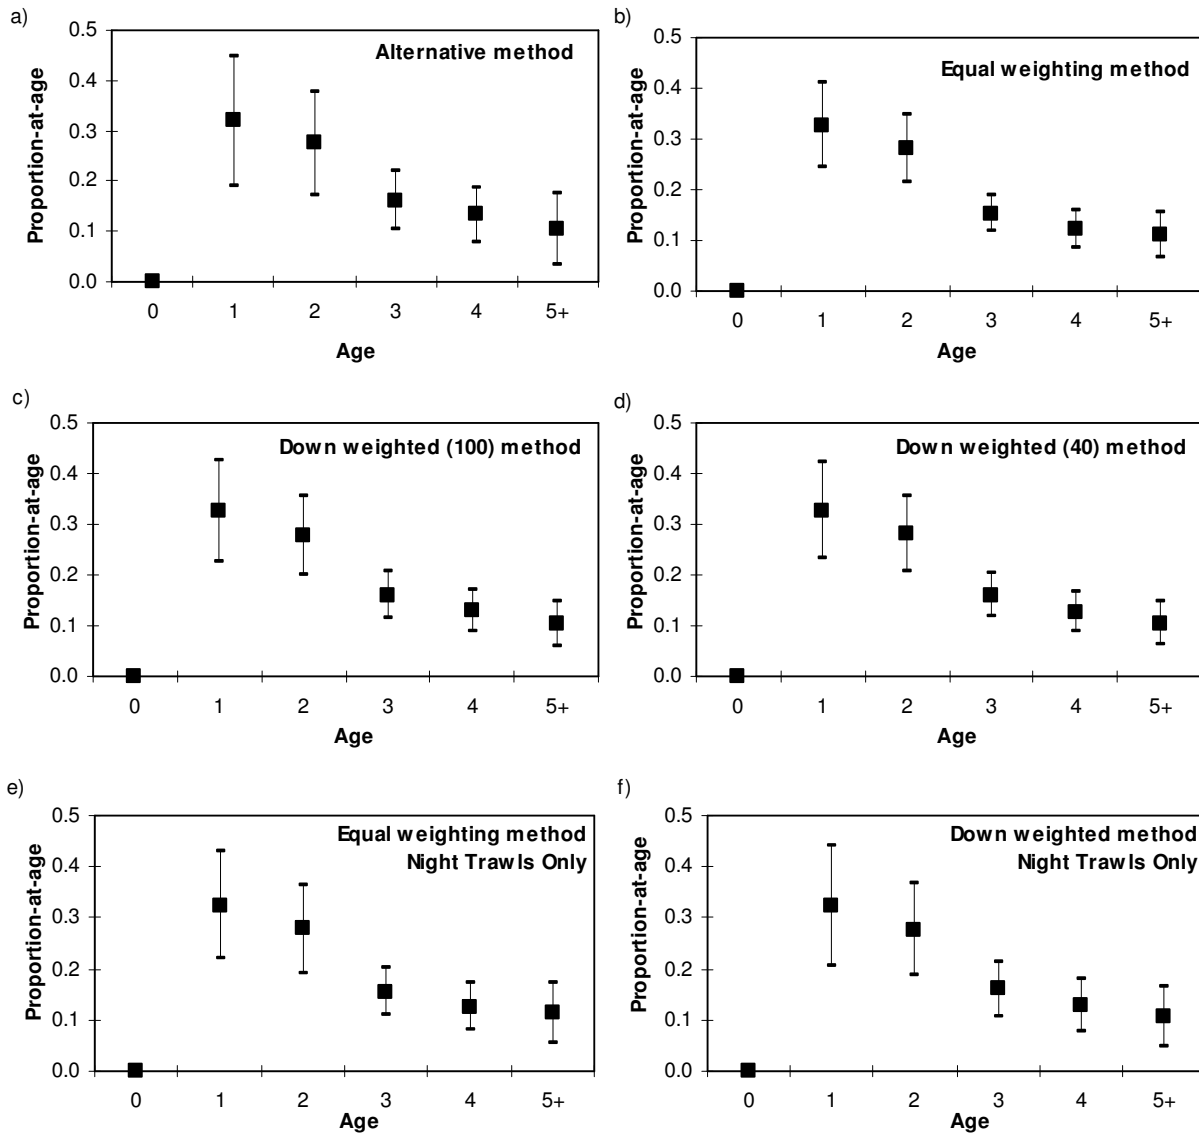 a)
Alternative method
Proportion-at-age
0.5
0.4
0.3
0.2
0.1
0.0
0 1 2 3 4 5+
Age
b)
Equal weighting method
Proportion-at-age
0.5
0.4
0.3
0.2
0.1
0.0
0 1 2 3 4 5+
Age
c)
Down weighted (100) method
Proportion-at-age
0.5
0.4
0.3
0.2
0.1
0.0
0 1 2 3 4 5+
Age
d)
Down weighted (40) method
Proportion-at-age
0.5
0.4
0.3
0.2
0.1
0.0
0 1 2 3 4 5+
Age
e)
Equal weighting method
Night Trawls Only
Proportion-at-age
0.5
0.4
0.3
0.2
0.1
0.0
0 1 2 3 4 5+
Age
f)
Down weighted method
Night Trawls Only
Proportion-at-age
0.5
0.4
0.3
0.2
0.1
0.0
0 1 2 3 4 5+
Age